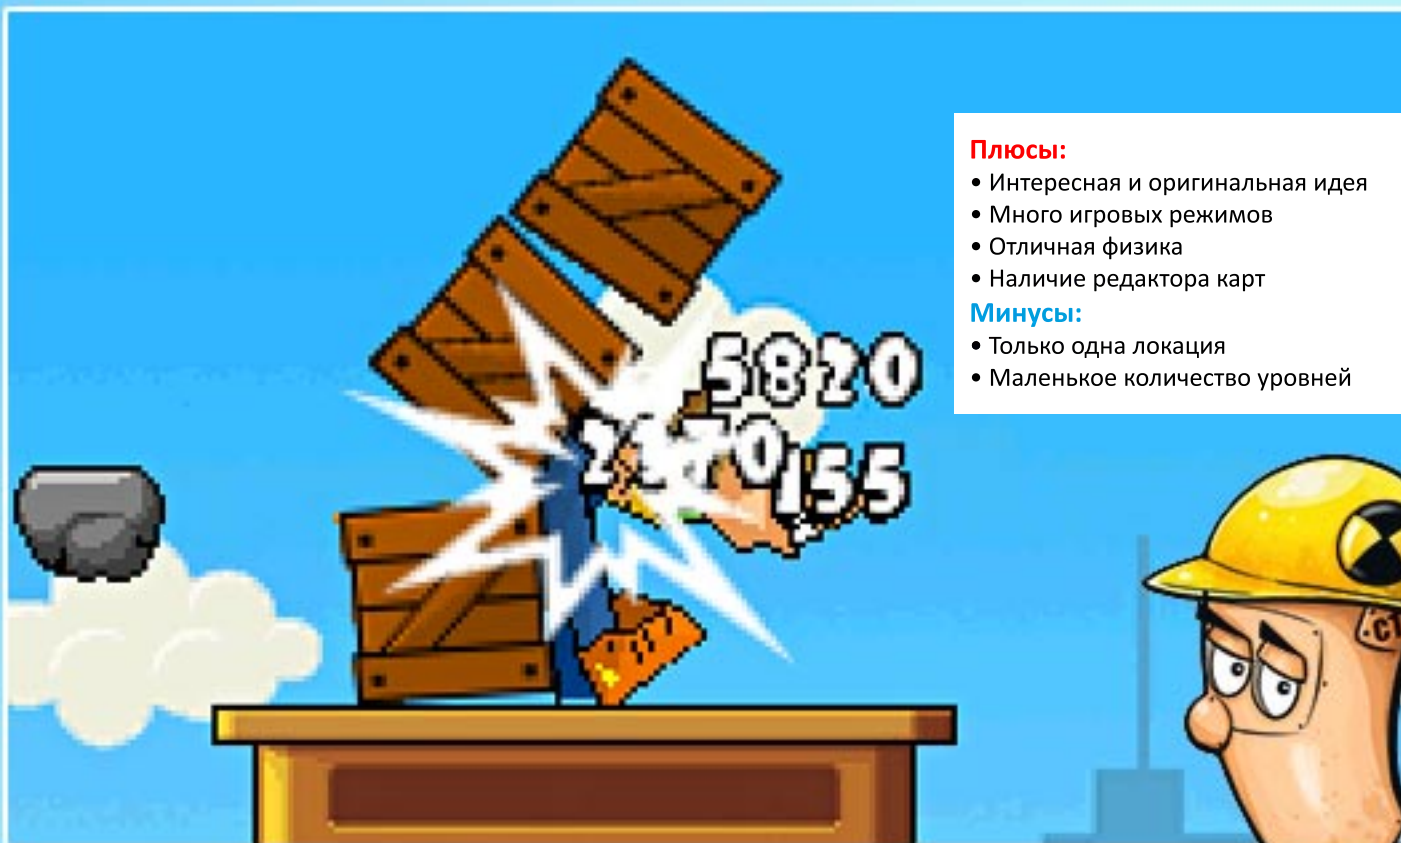 Плюсы:
• Интересная и оригинальная идея
• Много игровых режимов
• Отличная физика
• Наличие редактора карт
Минусы:
• Только одна локация
• Маленькое количество уровней
5820
155